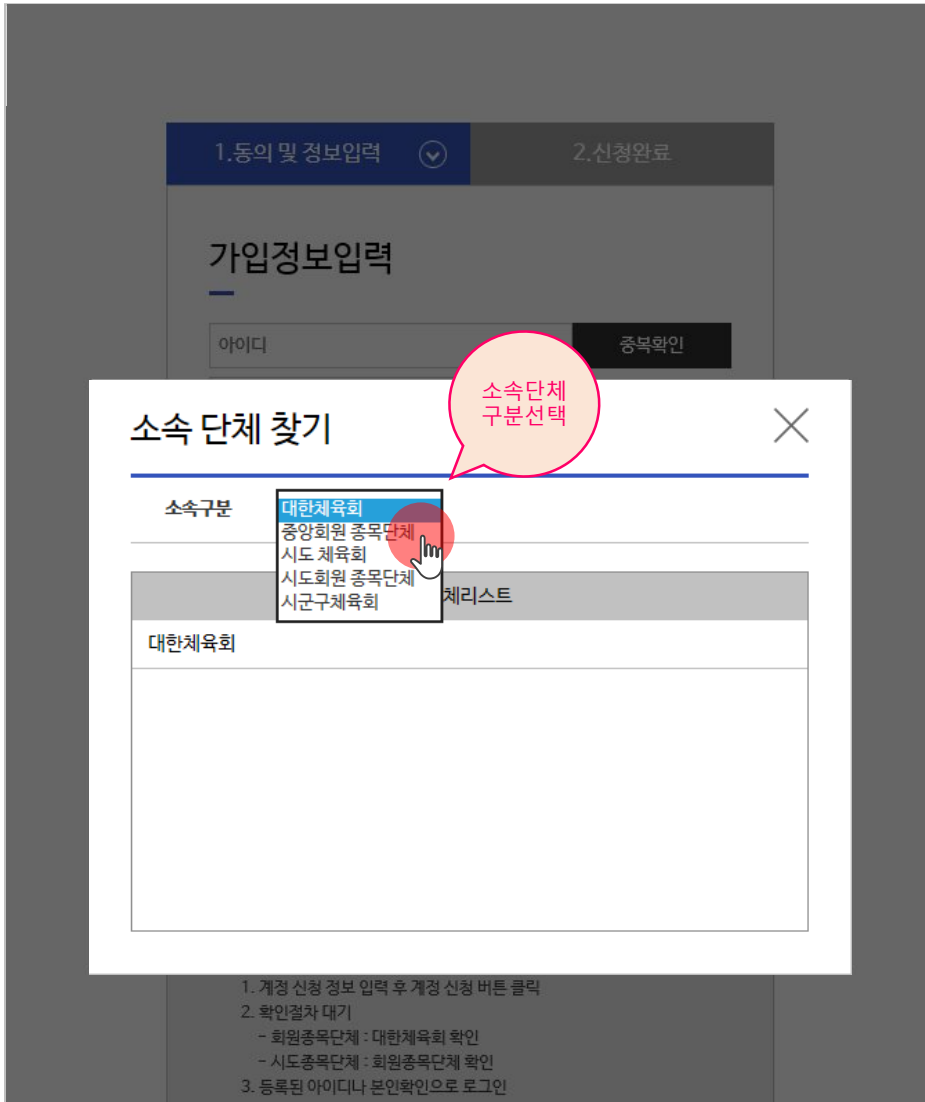 1.동의 및 정보입력
2.신청완료
가입정보입력
아이디
중복확인
소속단체
구분선택
소속 단체 찾기
소속구분
대한체육회
중앙회원 종목단체
시도 체육회
시도회원 종목단체
시군구체육회
체리스트
대한체육회
1. 계정 신청 정보 입력 후 계정 신청 버튼 클릭
2. 확인절차 대기
- 회원종목단체 : 대한체육회 확인
- 시도종목단체 : 회원종목단체 확인
3. 등록된 아이디나 본인확인으로 로그인